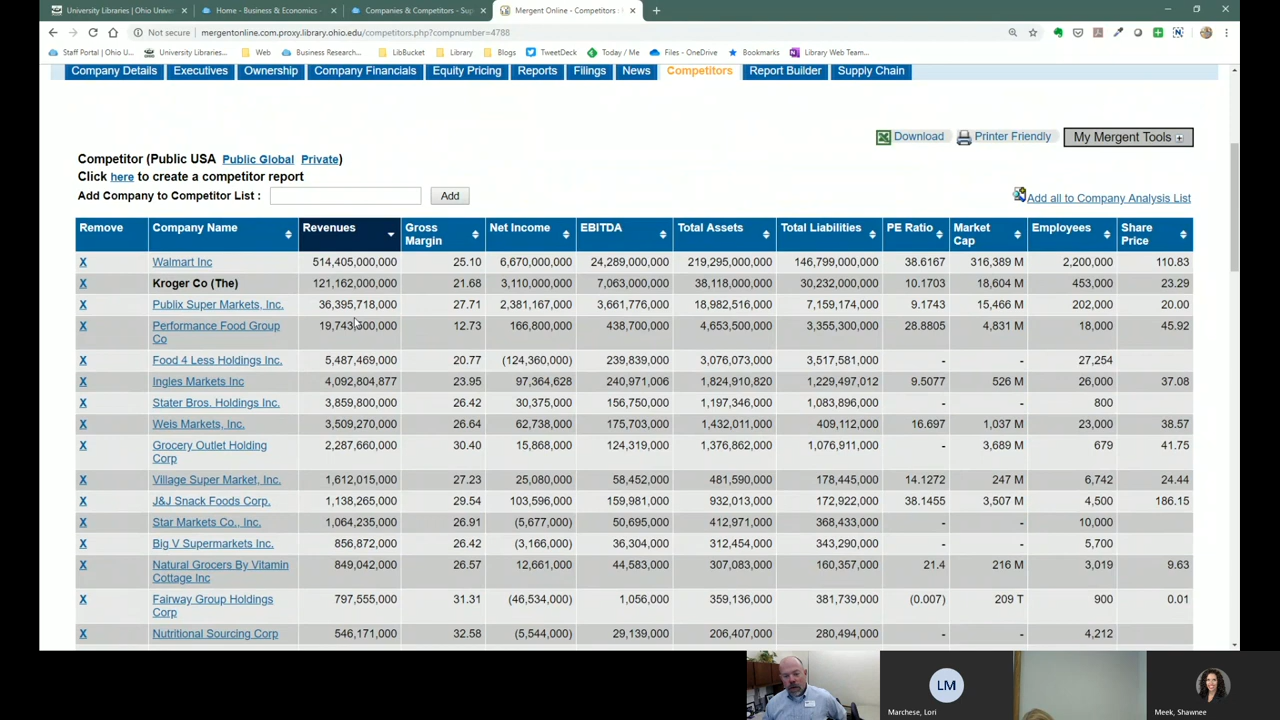 University Libraries | Ohio Univer
Home - Business & Economics -
Companies & Competitors - Sup
Mergent Online - Competitors :
Not secure | mergentonline.com.proxy.library.ohio.edu/competitors.php?compnumber=4788
Staff Portal | Ohio U... University Libraries... Web Business Research... LibBucket Library Blogs TweetDeck Today / Me Files - OneDrive Bookmarks Library Web Team...
Company Details Executives Ownership Company Financials Equity Pricing Reports Filings News Competitors Report Builder Supply Chain
Download Printer Friendly My Mergent Tools
Competitor (Public USA Public Global Private)
Click here to create a competitor report
Add Company to Competitor List : Add
Add all to Company Analysis List
Remove Company Name Revenues Gross Margin Net Income EBITDA Total Assets Total Liabilities PE Ratio Market Cap Employees Share Price
X Walmart Inc 514,405,000,000 25.10 6,670,000,000 24,289,000,000 219,295,000,000 146,799,000,000 38.6167 316,389 M 2,200,000 110.83
X Kroger Co (The) 121,162,000,000 21.68 3,110,000,000 7,063,000,000 38,118,000,000 30,232,000,000 10.1703 18,604 M 453,000 23.29
X Publix Super Markets, Inc. 36,395,718,000 27.71 2,381,167,000 3,661,776,000 18,982,516,000 7,159,174,000 9.1743 15,466 M 202,000 20.00
X Performance Food Group Co 19,743,500,000 12.73 166,800,000 438,700,000 4,653,500,000 3,355,300,000 28.8805 4,831 M 18,000 45.92
X Food 4 Less Holdings Inc. 5,487,469,000 20.77 (124,360,000) 239,839,000 3,076,073,000 3,517,581,000 - - 27,254
X Ingles Markets Inc 4,092,804,877 23.95 97,364,628 240,971,006 1,824,910,820 1,229,497,012 9.5077 526 M 26,000 37.08
X Stater Bros. Holdings Inc. 3,859,800,000 26.42 30,375,000 156,750,000 1,197,346,000 1,083,896,000 - - 800
X Weis Markets, Inc. 3,509,270,000 26.64 62,738,000 175,703,000 1,432,011,000 409,112,000 16.697 1,037 M 23,000 38.57
X Grocery Outlet Holding Corp 2,287,660,000 30.40 15,868,000 124,319,000 1,376,862,000 1,076,911,000 - 3,689 M 679 41.75
X Village Super Market, Inc. 1,612,015,000 27.23 25,080,000 58,452,000 481,590,000 178,445,000 14.1272 247 M 6,742 24.44
X J&J Snack Foods Corp. 1,138,265,000 29.54 103,596,000 159,981,000 932,013,000 172,922,000 38.1455 3,507 M 4,500 186.15
X Star Markets Co., Inc. 1,064,235,000 26.91 (5,677,000) 50,695,000 412,971,000 368,433,000 - - 10,000
X Big V Supermarkets Inc. 856,872,000 26.42 (3,166,000) 36,304,000 312,454,000 343,290,000 - - 5,700
X Natural Grocers By Vitamin Cottage Inc 849,042,000 26.57 12,661,000 44,583,000 307,083,000 160,357,000 21.4 216 M 3,019 9.63
X Fairway Group Holdings Corp 797,555,000 31.31 (46,534,000) 1,056,000 359,136,000 381,739,000 (0.007) 209 T 900 0.01
X Nutritional Sourcing Corp 546,171,000 32.58 (5,544,000) 29,139,000 206,407,000 280,494,000 - - 4,212
LM
Marchese, Lori
Meek, Shawnee